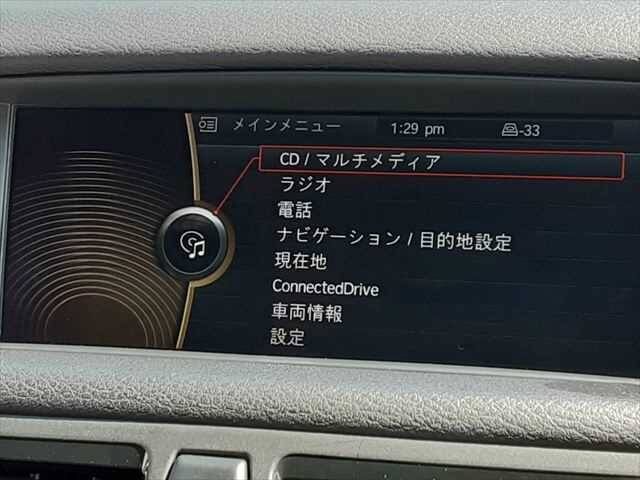 メインメニュー 1:29 pm -33
CD / マルチメディア
ラジオ
電話
ナビゲーション / 目的地設定
現在地
ConnectedDrive
車両情報
設定